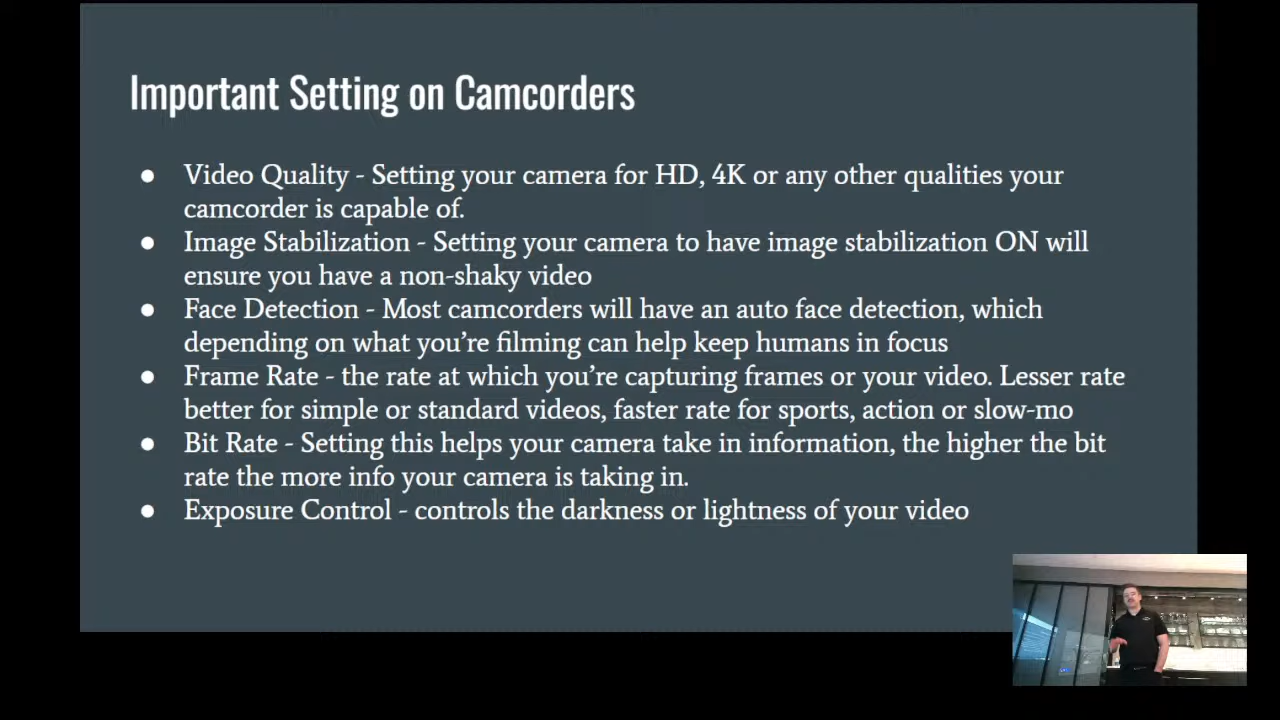 Important Setting on Camcorders
● Video Quality - Setting your camera for HD, 4K or any other qualities your
camcorder is capable of.
● Image Stabilization - Setting your camera to have image stabilization ON will
ensure you have a non-shaky video
● Face Detection - Most camcorders will have an auto face detection, which
depending on what you’re filming can help keep humans in focus
● Frame Rate - the rate at which you’re capturing frames or your video. Lesser rate
better for simple or standard videos, faster rate for sports, action or slow-mo
● Bit Rate - Setting this helps your camera take in information, the higher the bit
rate the more info your camera is taking in.
● Exposure Control - controls the darkness or lightness of your video